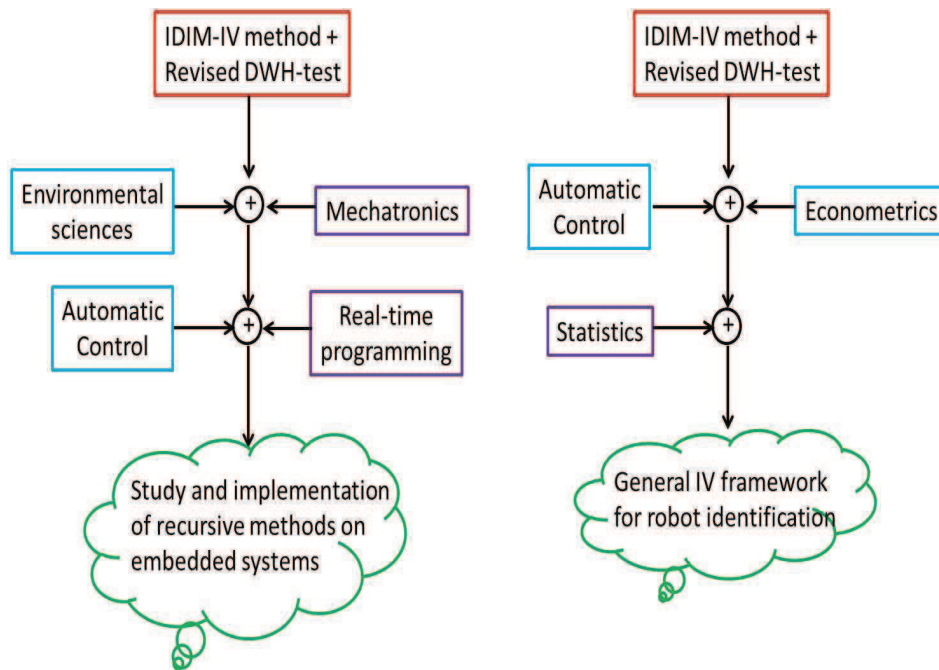 IDIM-IV method +
Revised DWH-test
Environmental
sciences
+
Mechatronics
Automatic
Control
+
Real-time
programming
Study and implementation
of recursive methods on
embedded systems
IDIM-IV method +
Revised DWH-test
Automatic
Control
+
Econometrics
Statistics
+
General IV framework
for robot identification